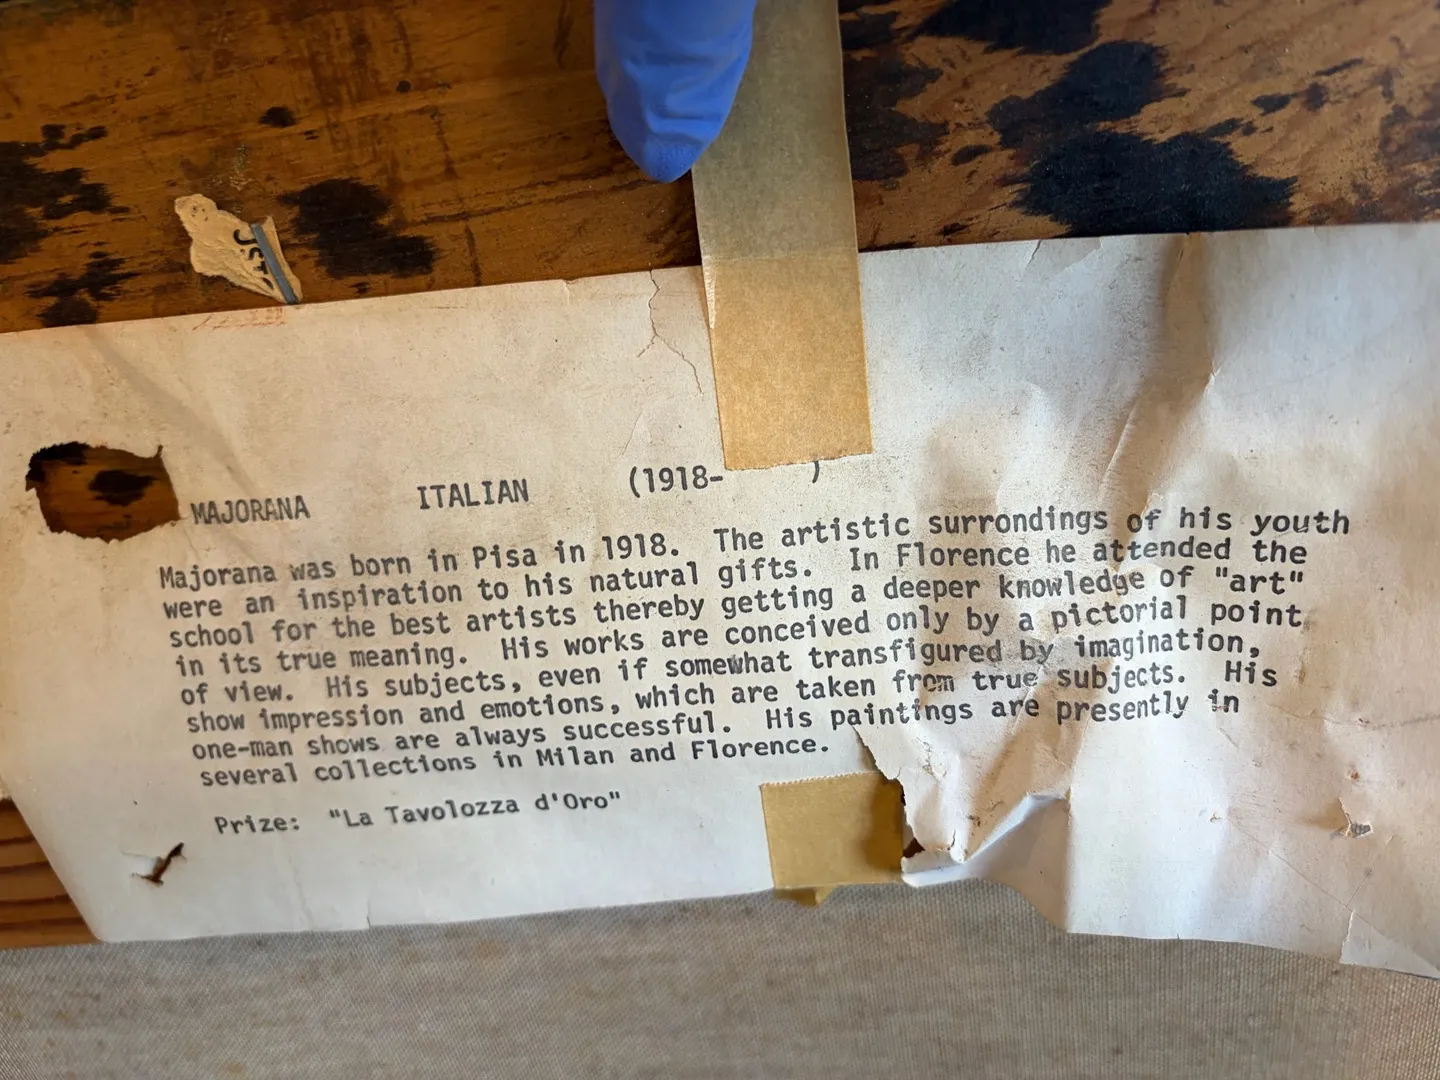 JST
MAJORANA ITALIAN (1918- )
Majorana was born in Pisa in 1918. The artistic surrondings of his youth
were an inspiration to his natural gifts. In Florence he attended the
school for the best artists thereby getting a deeper knowledge of "art"
in its true meaning. His works are conceived only by a pictorial point
of view. His subjects, even if somewhat transfigured by imagination,
show impression and emotions, which are taken from true subjects. His
one-man shows are always successful. His paintings are presently in
several collections in Milan and Florence.
Prize: "La Tavolozza d'Oro"